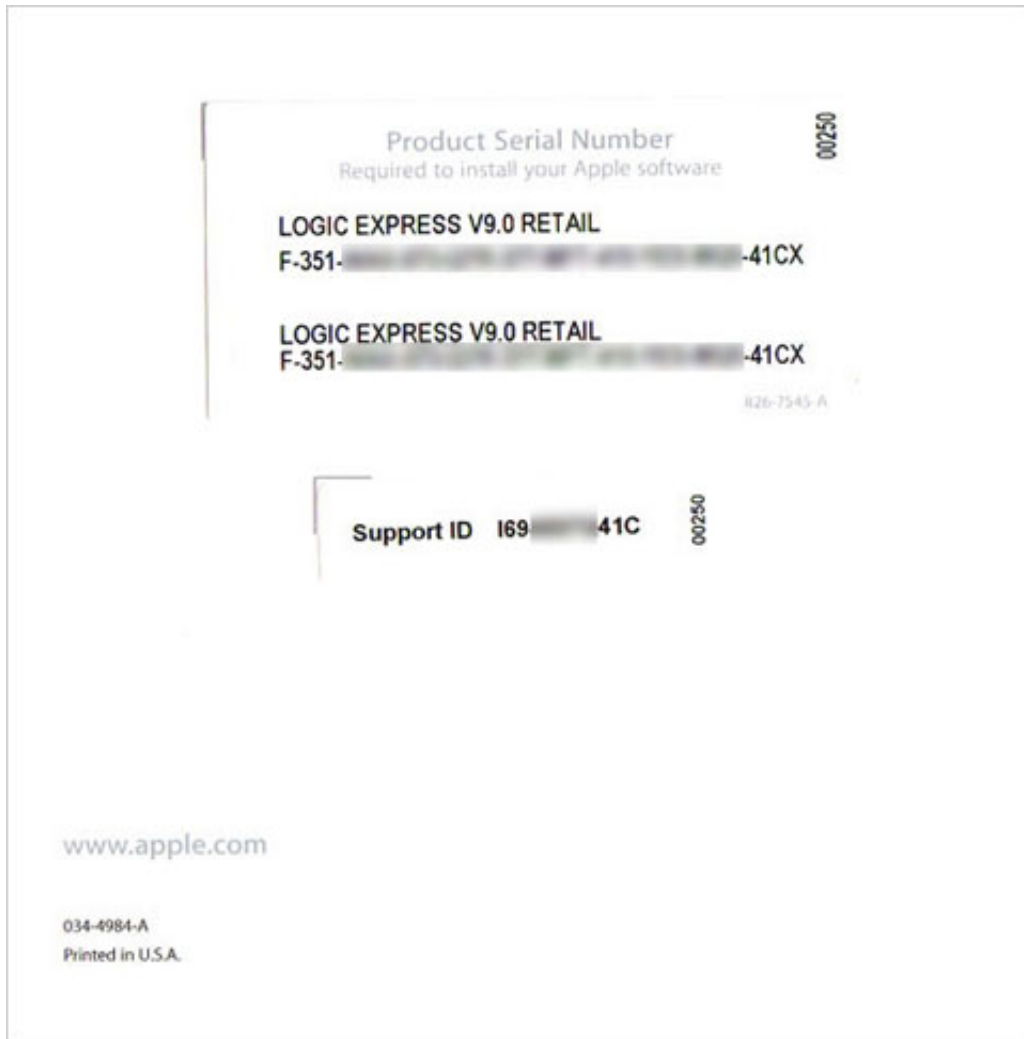 Product Serial Number
00250
Required to install your Apple software
LOGIC EXPRESS V9.0 RETAIL
F-351- -41CX
LOGIC EXPRESS V9.0 RETAIL
F-351- -41CX
826-7545-A
Support ID I69 41C
00250
www.apple.com
034-4984-A
Printed in U.S.A.